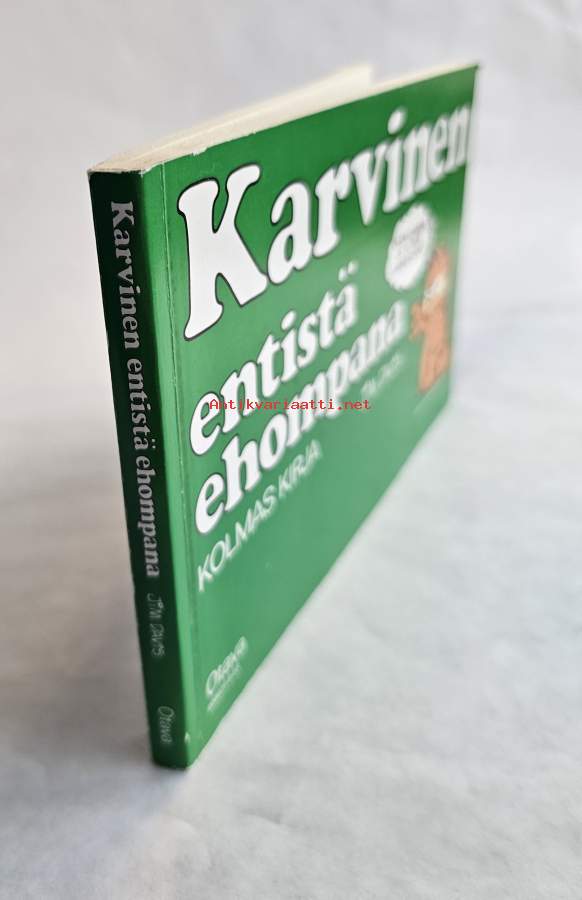 Karvinen entistä ehompana JIM DAVIS Otava
Karvinen
entistä
ehompana
JIM DAVIS
KOLMAS KIRJA
Otava
Antikvariaatti.net